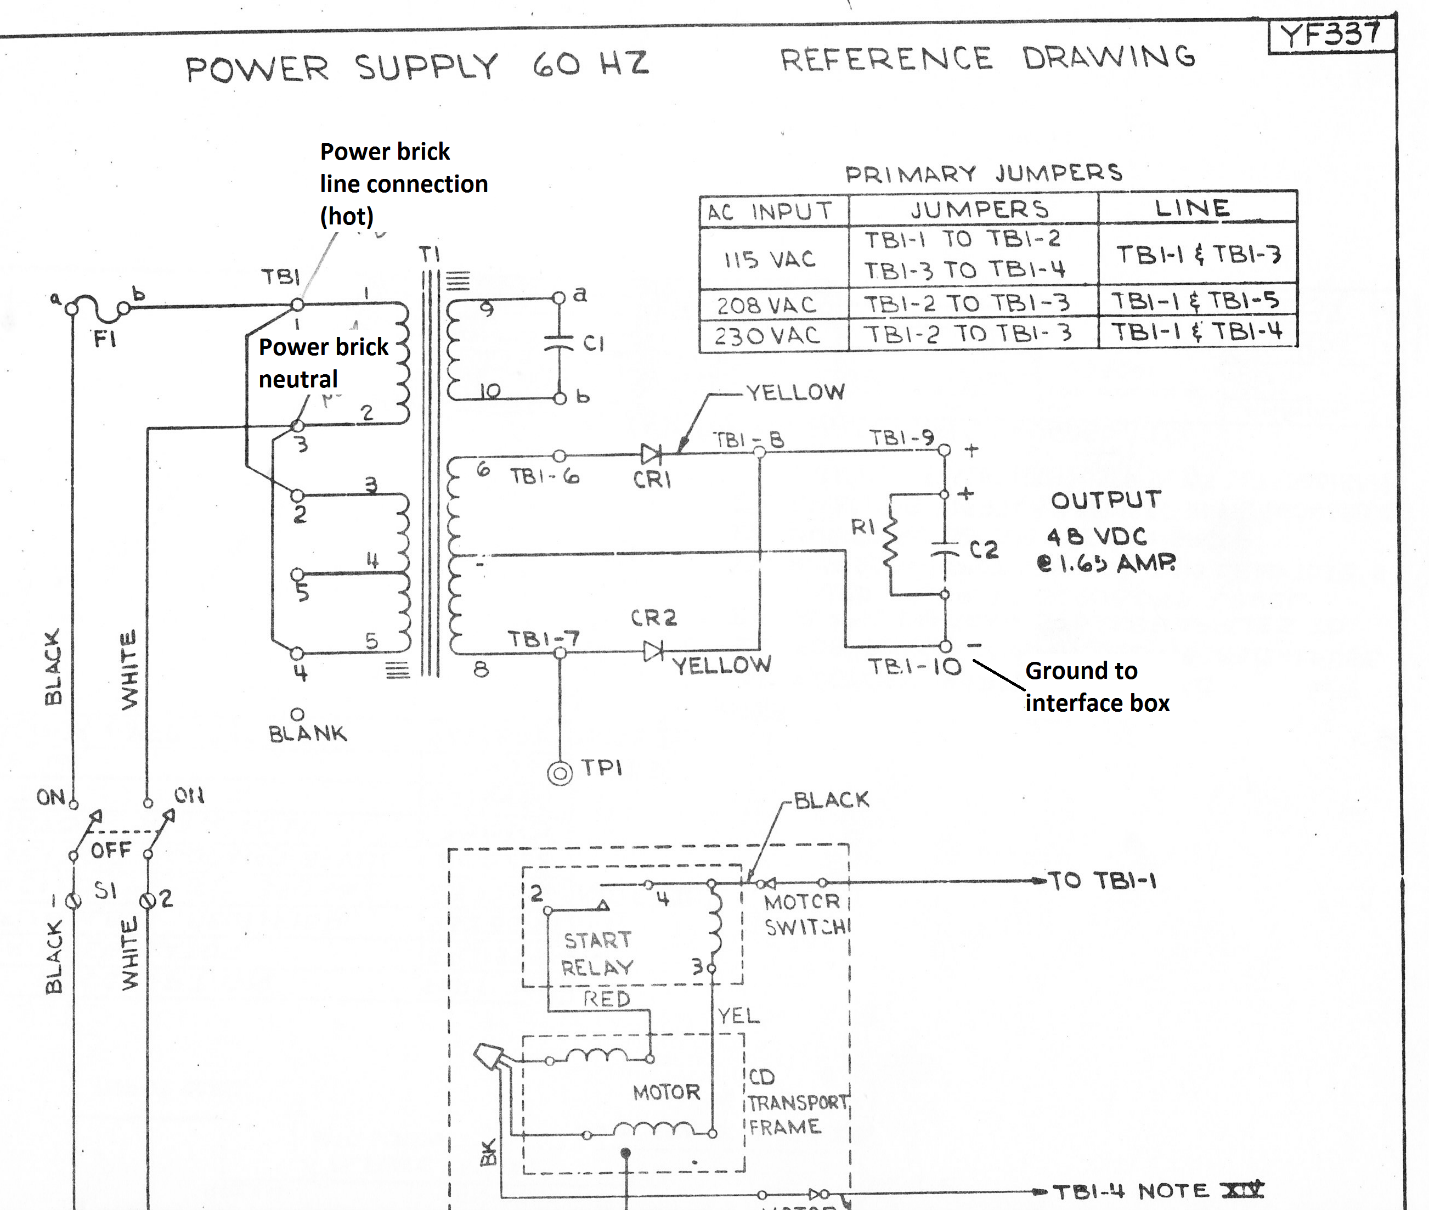 YF337
POWER SUPPLY 60 HZ
REFERENCE DRAWING
PRIMARY JUMPERS
AC INPUT JUMPERS LINE
115 VAC TB1-1 TO TB1-2
TB1-3 TO TB1-4
TB1-1 & TB1-3
208 VAC TB1-2 TO TB1-3 TB1-1 & TB1-5
230 VAC TB1-2 TO TB1-3 TB1-1 & TB1-4
Power brick
line connection
(hot)
TB1
T1
a
b
F1
1
1
Power brick
neutral
2
3
3
2
4
5
5
4
BLANK
9
10
a
C1
b
YELLOW
6
TB1-6
CR1
TB1-8
TB1-9
+
+
R1
C2
OUTPUT
48 VDC
@ 1.65 AMP.
CR2
TB1-7
8
YELLOW
TB1-10
-
Ground to
interface box
TP1
BLACK
WHITE
ON
ON
OFF
S1
2
BLACK
WHITE
BLACK
2
4
TO TB1-1
MOTOR
SWITCH
START
RELAY
3
RED
YEL
MOTOR
CD
TRANSPORT
FRAME
BK
TB1-4 NOTE XIV
MOTOR